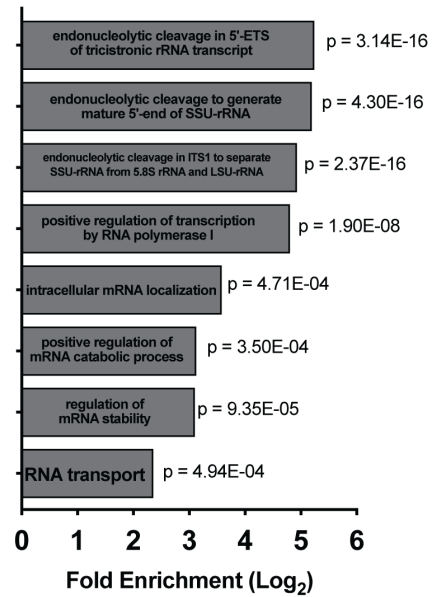 endonucleolytic cleavage in 5'-ETS
of tricistronic rRNA transcript
p = 3.14E-16
endonucleolytic cleavage to generate
mature 5'-end of SSU-rRNA
p = 4.30E-16
endonucleolytic cleavage in ITS1 to separate
SSU-rRNA from 5.8S rRNA and LSU-rRNA
p = 2.37E-16
positive regulation of transcription
by RNA polymerase I
p = 1.90E-08
intracellular mRNA localization
p = 4.71E-04
positive regulation of
mRNA catabolic process
p = 3.50E-04
regulation of
mRNA stability
p = 9.35E-05
RNA transport
p = 4.94E-04
0 1 2 3 4 5 6
Fold Enrichment (Log2)